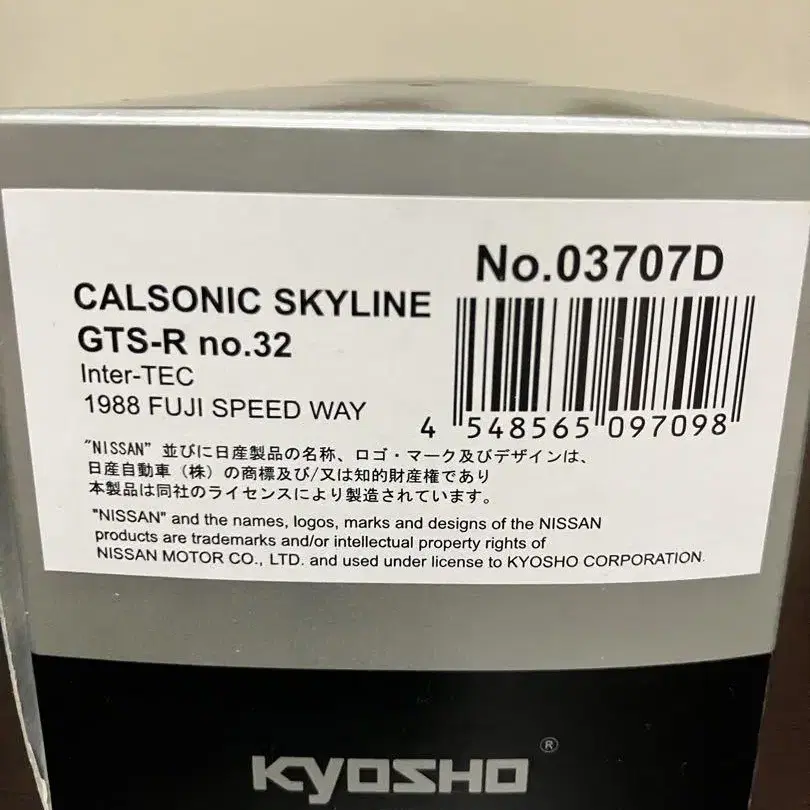 No.03707D
CALSONIC SKYLINE
GTS-R no.32
Inter-TEC
1988 FUJI SPEED WAY
4 548565 097098
"NISSAN" 並びに日産製品の名称、ロゴ・マーク及びデザインは、
日産自動車（株）の商標及び/又は知的財産権であり
本製品は同社のライセンスにより製造されています。
"NISSAN" and the names, logos, marks and designs of the NISSAN
products are trademarks and/or intellectual property rights of
NISSAN MOTOR CO., LTD. and used under license to KYOSHO CORPORATION.
KYOSHO®